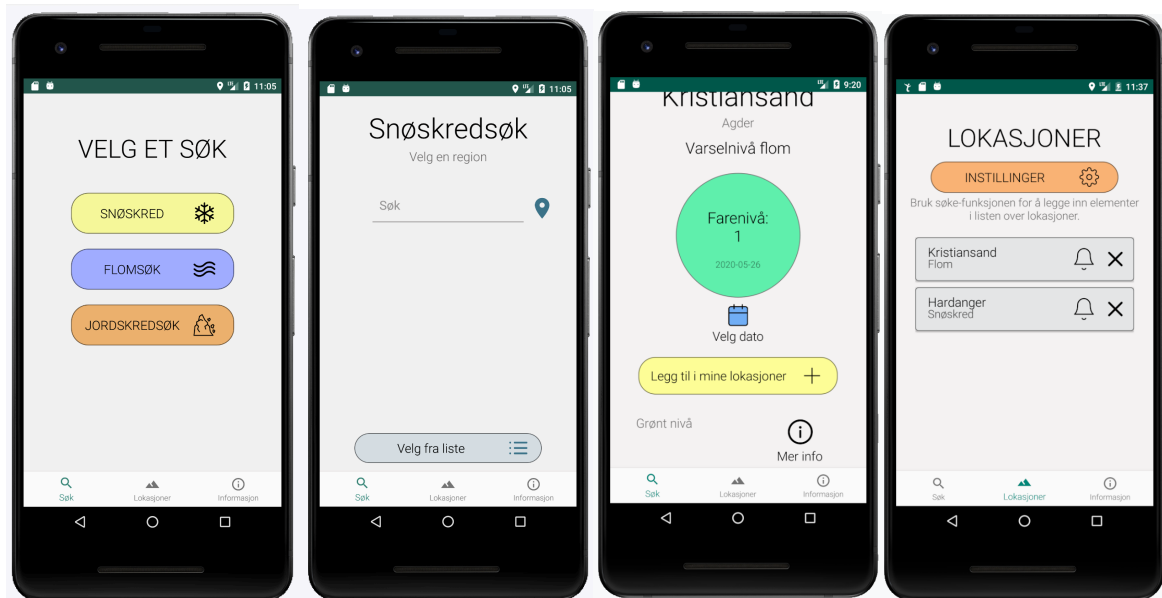 11:05
VELG ET SØK
SNØSKRED
FLOMSØK
JORDSKREDSØK
Søk
Lokasjoner
Informasjon
11:05
Snøskredsøk
Velg en region
Søk
Velg fra liste
Søk
Lokasjoner
Informasjon
9:20
Kristiansand
Agder
Varselnivå flom
Farenivå:
1
2020-05-26
Velg dato
Legg til i mine lokasjoner
Grønt nivå
Mer info
Søk
Lokasjoner
Informasjon
11:37
LOKASJONER
INSTILLINGER
Bruk søke-funksjonen for å legge inn elementer
i listen over lokasjoner.
Kristiansand
Flom
Hardanger
Snøskred
Søk
Lokasjoner
Informasjon